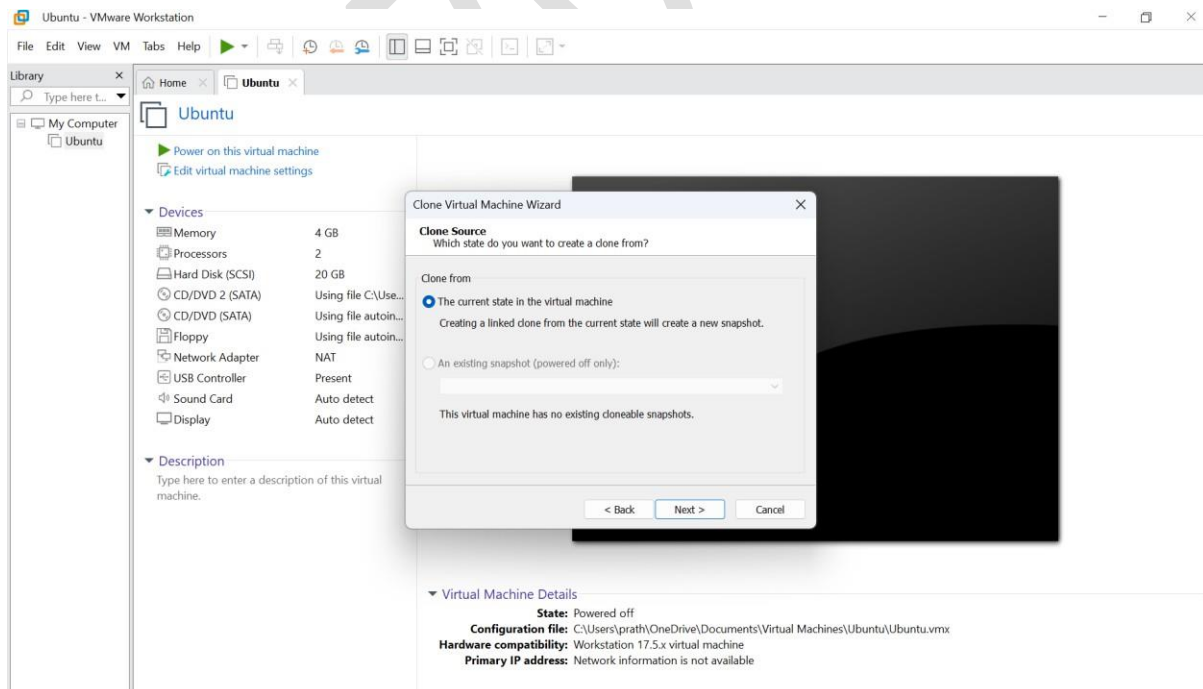 Ubuntu - VMware Workstation
File Edit View VM Tabs Help
Library
Type here t...
My Computer
Ubuntu
Home
Ubuntu
Ubuntu
Power on this virtual machine
Edit virtual machine settings
Devices
Memory 4 GB
Processors 2
Hard Disk (SCSI) 20 GB
CD/DVD 2 (SATA) Using file C:\Use...
CD/DVD (SATA) Using file autoin...
Floppy Using file autoin...
Network Adapter NAT
USB Controller Present
Sound Card Auto detect
Display Auto detect
Description
Type here to enter a description of this virtual
machine.
Clone Virtual Machine Wizard
Clone Source
Which state do you want to create a clone from?
Clone from
The current state in the virtual machine
Creating a linked clone from the current state will create a new snapshot.
An existing snapshot (powered off only):
This virtual machine has no existing cloneable snapshots.
< Back Next > Cancel
Virtual Machine Details
State: Powered off
Configuration file: C:\Users\prath\OneDrive\Documents\Virtual Machines\Ubuntu\Ubuntu.vmx
Hardware compatibility: Workstation 17.5.x virtual machine
Primary IP address: Network information is not available